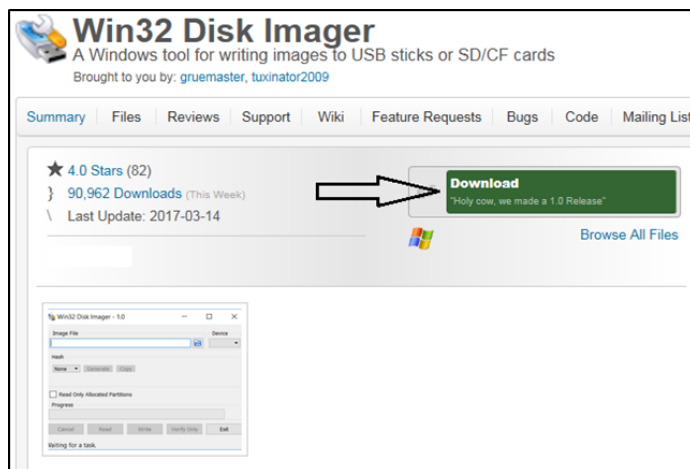 Win32 Disk Imager
A Windows tool for writing images to USB sticks or SD/CF cards
Brought to you by: gruemaster, tuxinator2009
Summary Files Reviews Support Wiki Feature Requests Bugs Code Mailing List
4.0 Stars (82)
} 90,962 Downloads (This Week)
\ Last Update: 2017-03-14
Download
"Holy cow, we made a 1.0 Release"
Browse All Files
Win32 Disk Imager - 1.0
Image File Device
Hash
None Generate Copy
Read Only Allocated Partitions
Progress
Cancel Read Write Verify Only Exit
Waiting for a task.